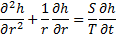 ∂²h/∂r² + 1/r ∂h/∂r = S/T ∂h/∂t